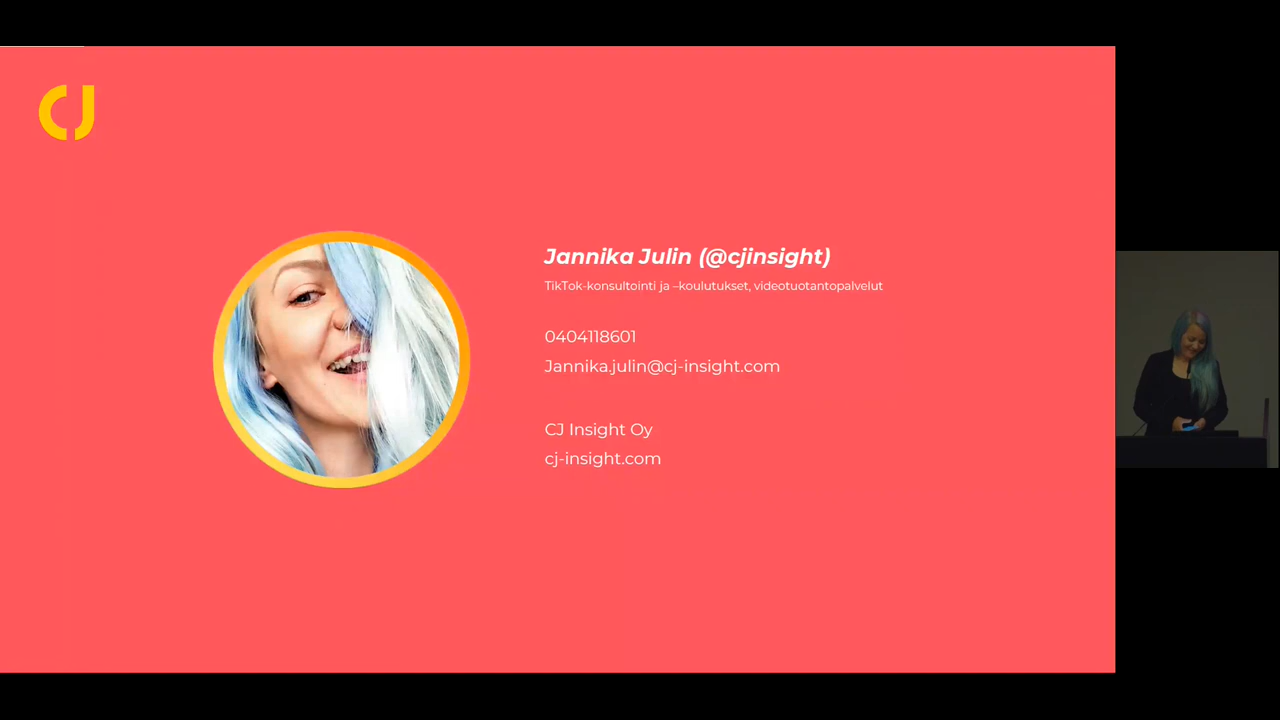 CJ
Jannika Julin (@cjinsight)
TikTok-konsultointi ja –koulutukset, videotuotantopalvelut
0404118601
Jannika.julin@cj-insight.com
CJ Insight Oy
cj-insight.com